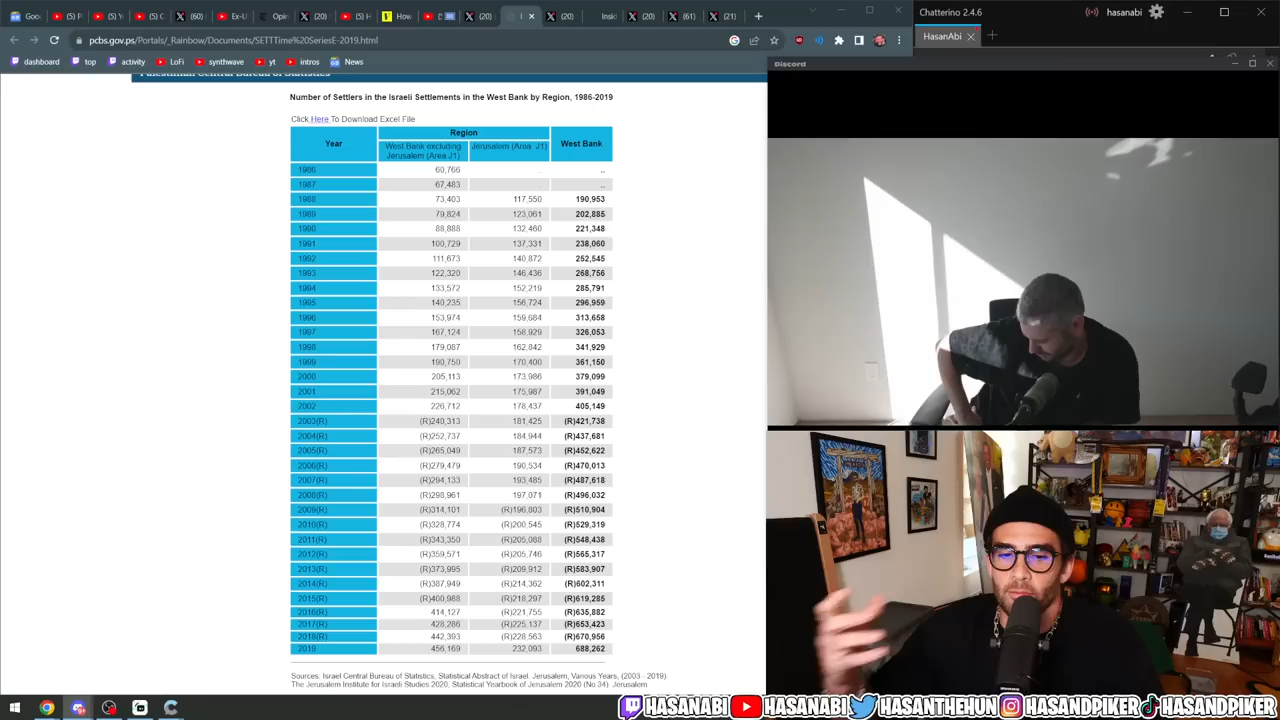 Goo
(60)
Ex-U
Opini
(20)
How
(20)
(20)
Insid
(20)
(61)
(21)
Chatterino 2.4.6
hasanabi
pcbs.gov.ps/Portals/_Rainbow/Documents/SETTTime%20SeriesE-2019.html
HasanAbi
dashboard top activity LoFi synthwave yt intros News
Discord
Palestinian Central Bureau of Statistics
Number of Settlers in the Israeli Settlements in the West Bank by Region, 1986-2019
Click Here To Download Excel File
Year Region West Bank
West Bank excluding Jerusalem (Area J1) Jerusalem (Area J1)
1986 60,766 .. ..
1987 67,483 .. ..
1988 73,403 117,550 190,953
1989 79,824 123,061 202,885
1990 88,888 132,460 221,348
1991 100,729 137,331 238,060
1992 111,673 140,872 252,545
1993 122,320 146,436 268,756
1994 133,572 152,219 285,791
1995 140,235 156,724 296,959
1996 153,974 159,684 313,658
1997 167,124 158,929 326,053
1998 179,087 162,842 341,929
1999 190,750 170,400 361,150
2000 205,113 173,986 379,099
2001 215,062 175,987 391,049
2002 226,712 178,437 405,149
2003(R) (R)240,313 181,425 (R)421,738
2004(R) (R)252,737 184,944 (R)437,681
2005(R) (R)265,049 187,573 (R)452,622
2006(R) (R)279,479 190,534 (R)470,013
2007(R) (R)294,133 193,485 (R)487,618
2008(R) (R)298,961 197,071 (R)496,032
2009(R) (R)314,101 (R)196,803 (R)510,904
2010(R) (R)328,774 (R)200,545 (R)529,319
2011(R) (R)343,350 (R)205,088 (R)548,438
2012(R) (R)359,571 (R)205,746 (R)565,317
2013(R) (R)373,995 (R)209,912 (R)583,907
2014(R) (R)387,949 (R)214,362 (R)602,311
2015(R) (R)400,988 (R)218,297 (R)619,285
2016(R) 414,127 (R)221,755 (R)635,882
2017(R) 428,286 (R)225,137 (R)653,423
2018(R) 442,393 (R)228,563 (R)670,956
2019 456,169 232,093 688,262
Sources: Israel Central Bureau of Statistics, Statistical Abstract of Israel. Jerusalem, Various Years, (2003 - 2019)
The Jerusalem Institute for Israeli Studies 2020, Statistical Yearbook of Jerusalem 2020 (No 34). Jerusalem
HASANABI HASANABI HASANTHEHUN HASANDPIKER HASANDPIKER